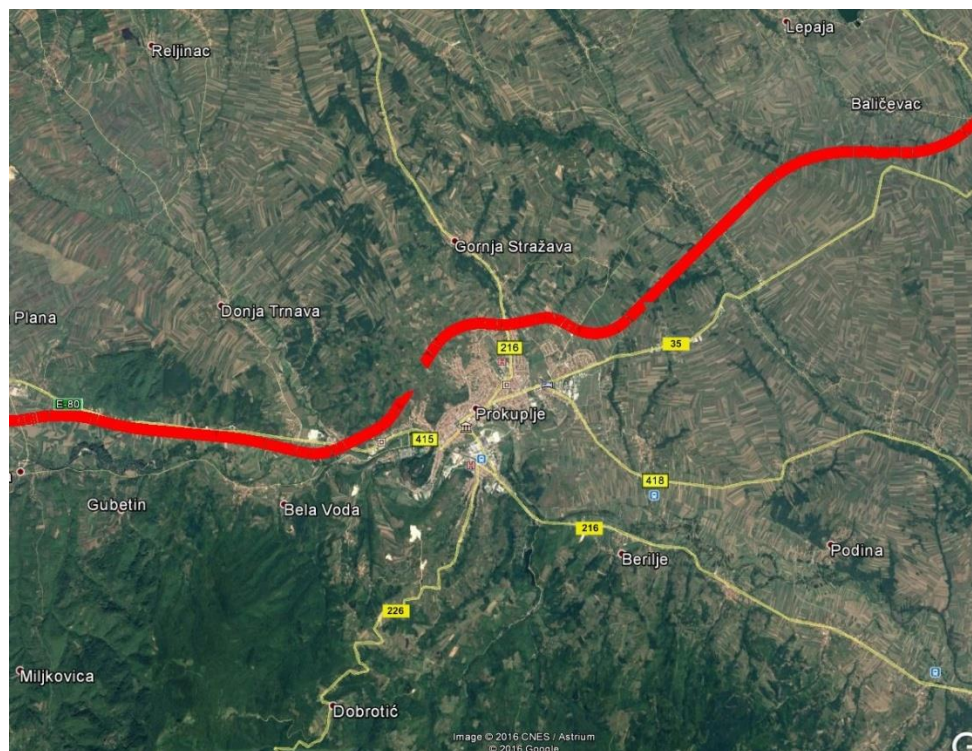 Lepaja
Reljinac
Baličevac
Gornja Stražava
Donja Trnava
Plana
216
35
E-80
Prokuplje
415
418
Gubetin
Bela Voda
216
Podina
Berilje
226
Miljkovica
Dobrotić
Image © 2016 CNES / Astrium
© 2016 Google